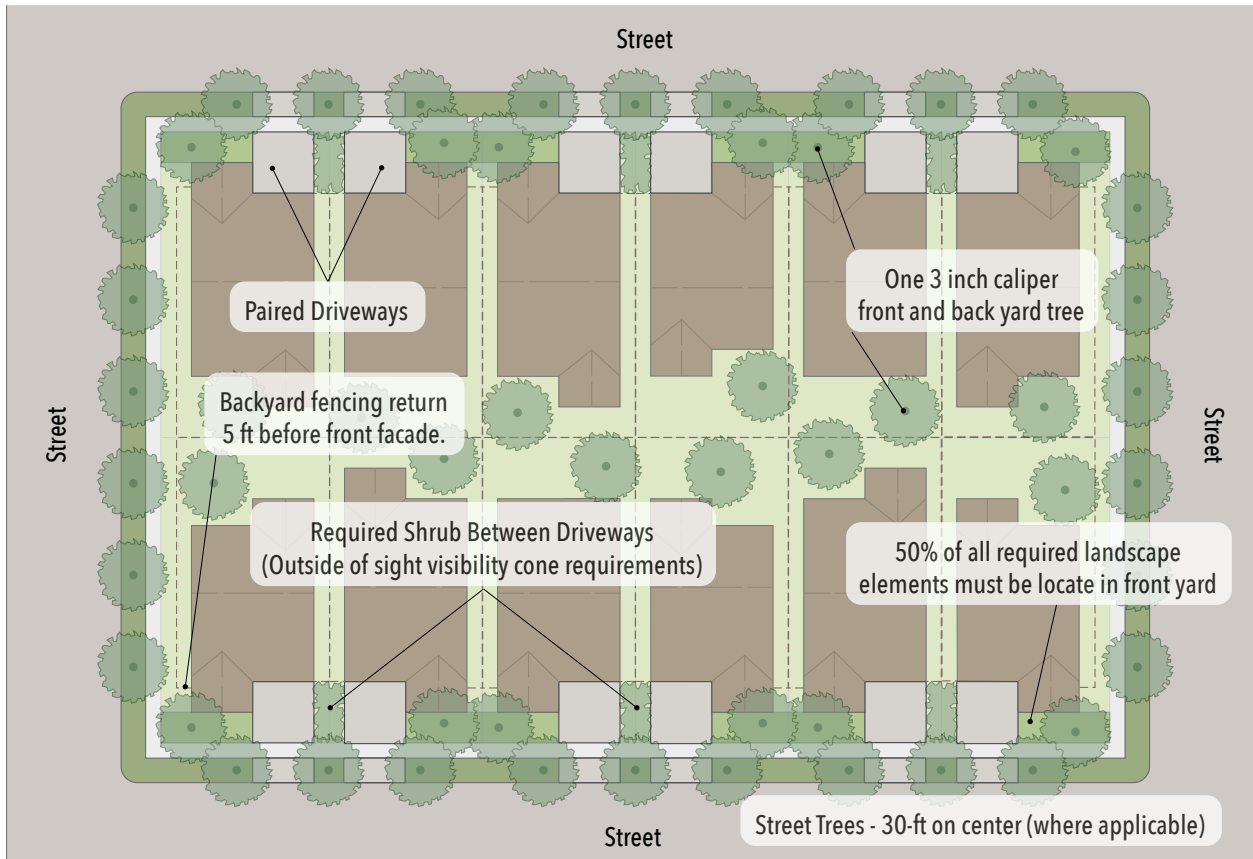 Street
Paired Driveways
One 3 inch caliper
front and back yard tree
Backyard fencing return
5 ft before front facade.
Street
Street
Required Shrub Between Driveways
(Outside of sight visibility cone requirements)
50% of all required landscape
elements must be locate in front yard
Street Trees - 30-ft on center (where applicable)
Street